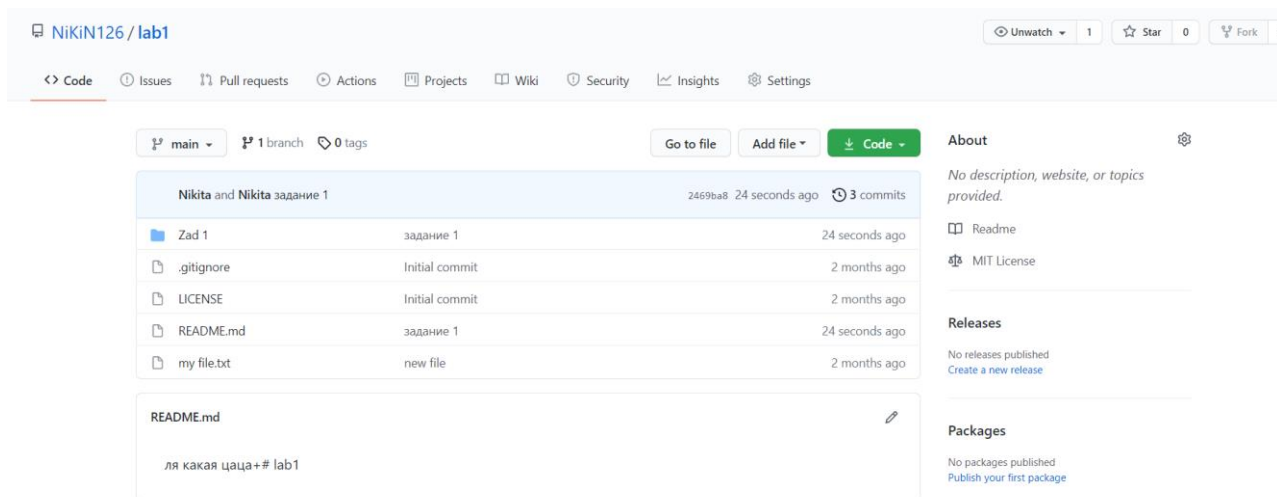 NiKiN126 / lab1
Unwatch 1 Star 0 Fork
Code Issues Pull requests Actions Projects Wiki Security Insights Settings
main 1 branch 0 tags Go to file Add file Code
Nikita and Nikita задание 1 2469ba8 24 seconds ago 3 commits
Zad 1 задание 1 24 seconds ago
.gitignore Initial commit 2 months ago
LICENSE Initial commit 2 months ago
README.md задание 1 24 seconds ago
my file.txt new file 2 months ago
README.md
ля какая цаца+# lab1
About
No description, website, or topics
provided.
Readme
MIT License
Releases
No releases published
Create a new release
Packages
No packages published
Publish your first package